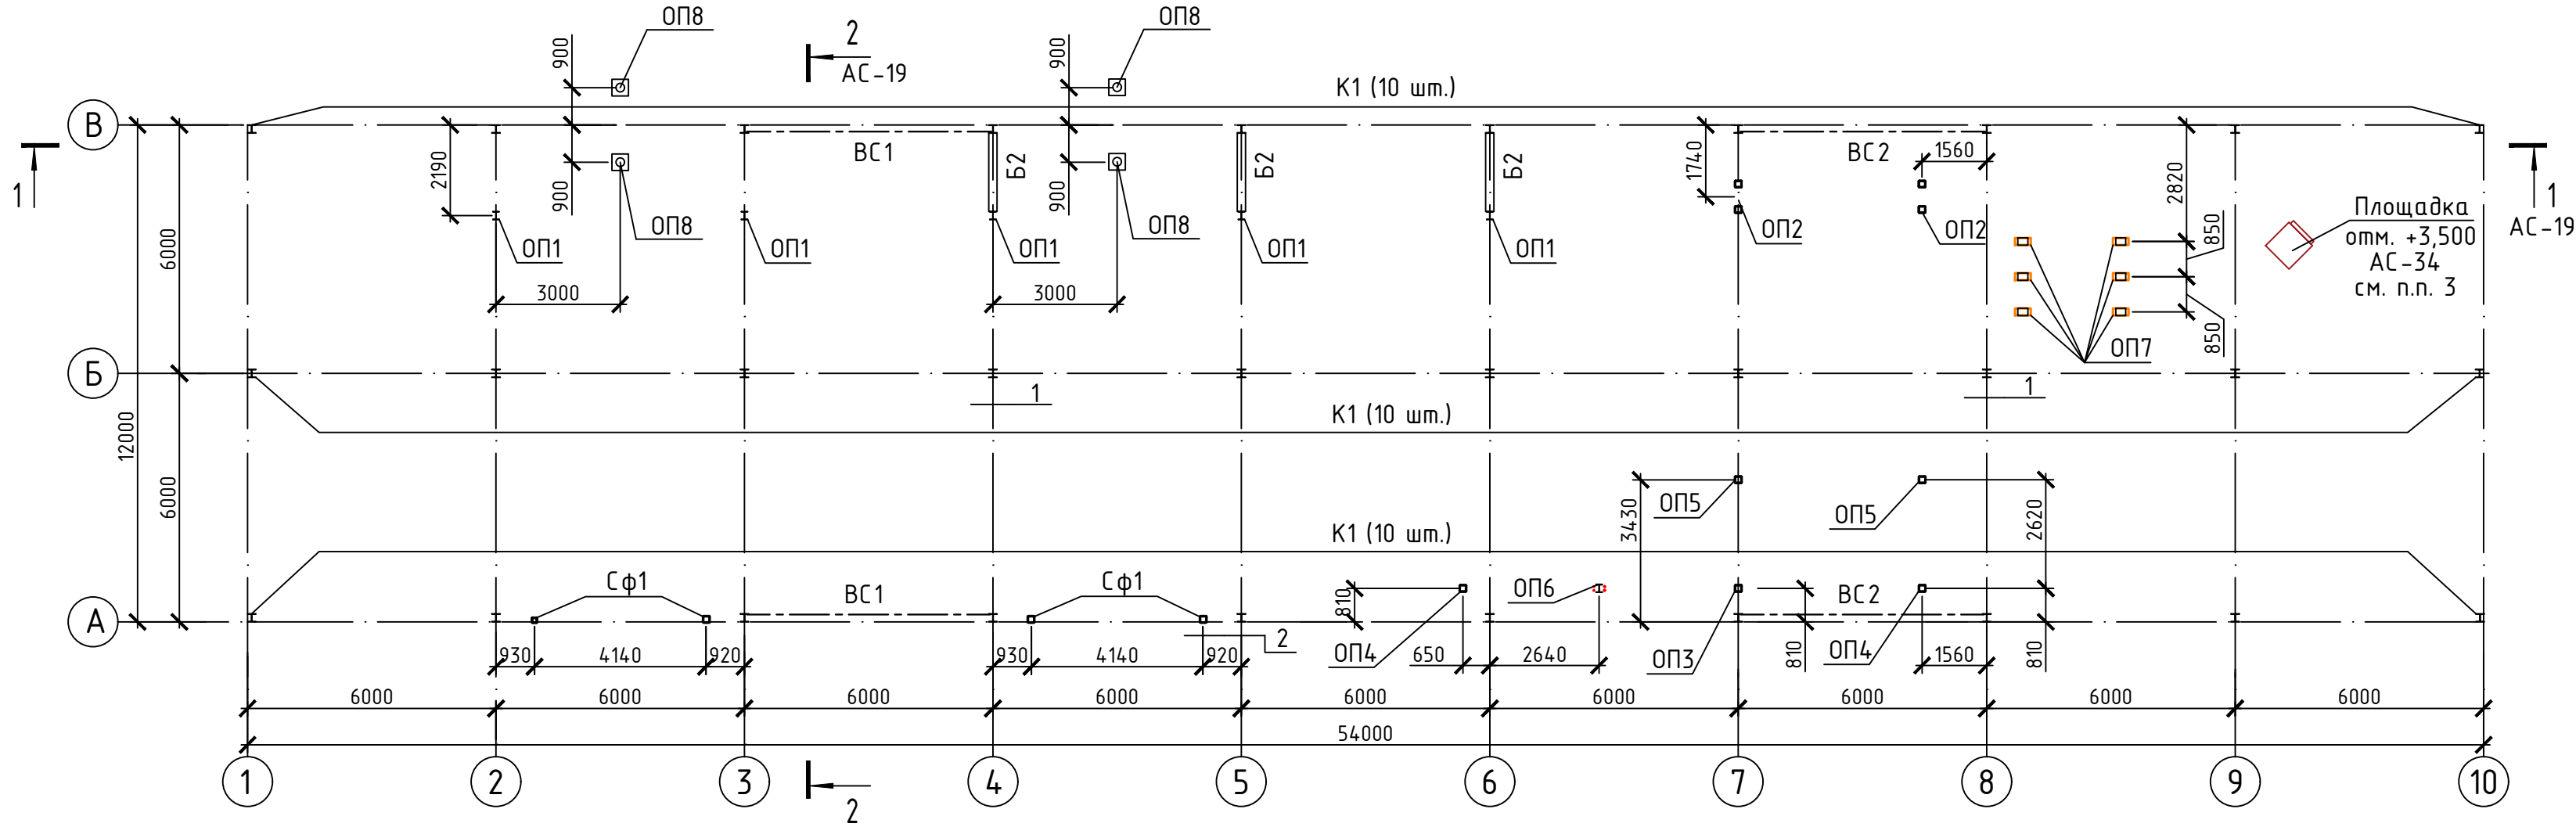 ОП8
ОП8
2
АС-19
900
900
К1 (10 шт.)
В
ВС1
ВС2
1560
1
2190
900
900
Б2
Б2
Б2
1740
2820
1
АС-19
ОП8
ОП8
ОП1
ОП1
ОП1
ОП1
ОП1
ОП2
ОП2
850
Площадка
отм. +3,500
АС-34
см. п.п. 3
6000
3000
3000
850
ОП7
Б
1
1
12000
К1 (10 шт.)
6000
ОП5
ОП5
3430
2620
К1 (10 шт.)
Сф1
ВС1
Сф1
810
ОП6
ВС2
А
930
4140
920
930
4140
920
2
ОП4
650
2640
ОП3
810
ОП4
1560
810
6000
6000
6000
6000
6000
6000
6000
6000
6000
54000
1
2
3
4
5
6
7
8
9
10
2